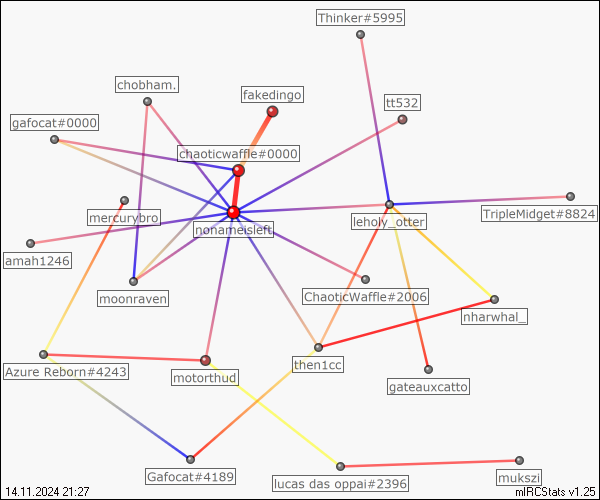 Thinker#5995
chobham.
fakedingo
tt532
gafocat#0000
chaoticwaffle#0000
mercurybro
nonameisleft
leholy_otter
TripleMidget#8824
amah1246
moonraven
ChaoticWaffle#2006
nharwhal_
Azure Reborn#4243
motorthud
then1cc
gateauxcatto
Gafocat#4189
lucas das oppai#2396
mukszi
14.11.2024 21:27
mIRCStats v1.25